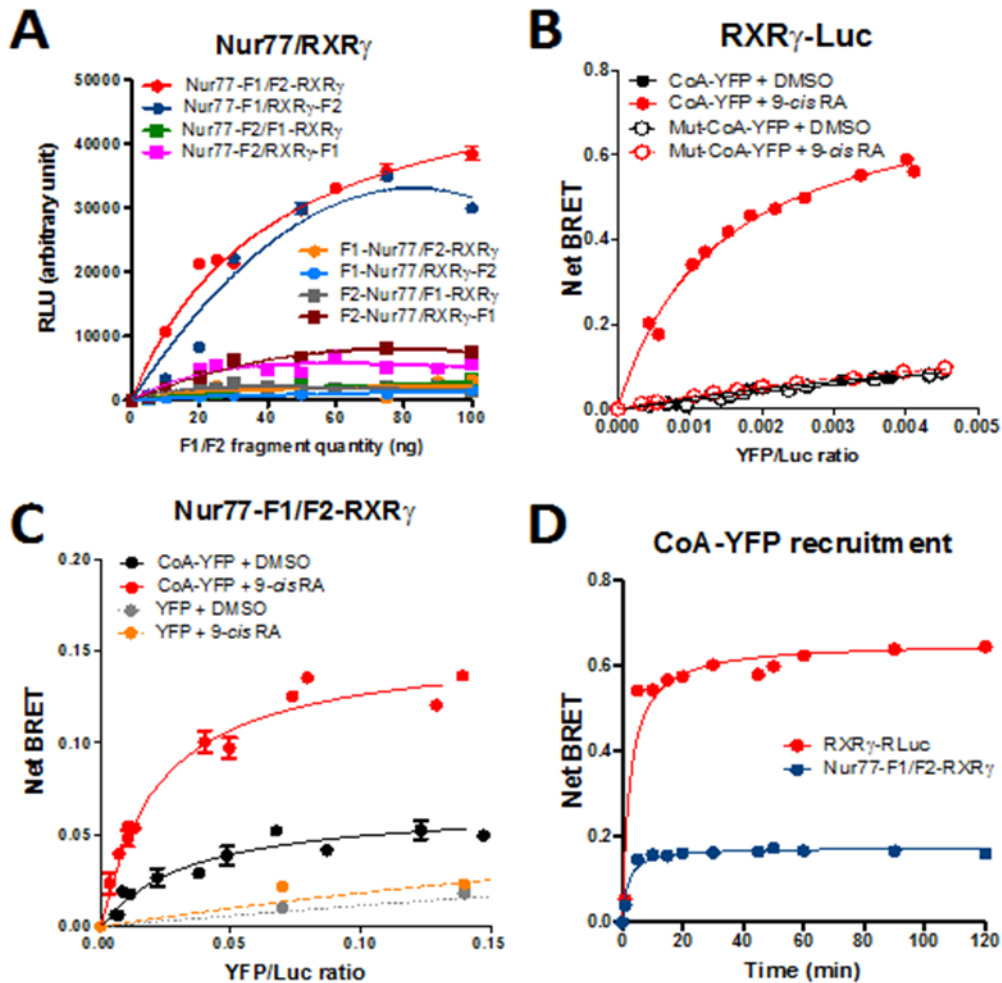 A
Nur77/RXRγ
50000
40000
30000
20000
10000
0
RLU (arbitrary unit)
Nur77-F1/F2-RXRγ
Nur77-F1/RXRγ-F2
Nur77-F2/F1-RXRγ
Nur77-F2/RXRγ-F1
F1-Nur77/F2-RXRγ
F1-Nur77/RXRγ-F2
F2-Nur77/F1-RXRγ
F2-Nur77/RXRγ-F1
0 20 40 60 80 100
F1/F2 fragment quantity (ng)
B
RXRγ-Luc
0.8
0.6
0.4
0.2
0.0
Net BRET
CoA-YFP + DMSO
CoA-YFP + 9-cis RA
Mut-CoA-YFP + DMSO
Mut-CoA-YFP + 9-cis RA
0.000 0.001 0.002 0.003 0.004 0.005
YFP/Luc ratio
C
Nur77-F1/F2-RXRγ
0.20
0.15
0.10
0.05
0.00
Net BRET
CoA-YFP + DMSO
CoA-YFP + 9-cis RA
YFP + DMSO
YFP + 9-cis RA
0.00 0.05 0.10 0.15
YFP/Luc ratio
D
CoA-YFP recruitment
0.8
0.6
0.4
0.2
0.0
Net BRET
RXRγ-RLuc
Nur77-F1/F2-RXRγ
0 20 40 60 80 100 120
Time (min)